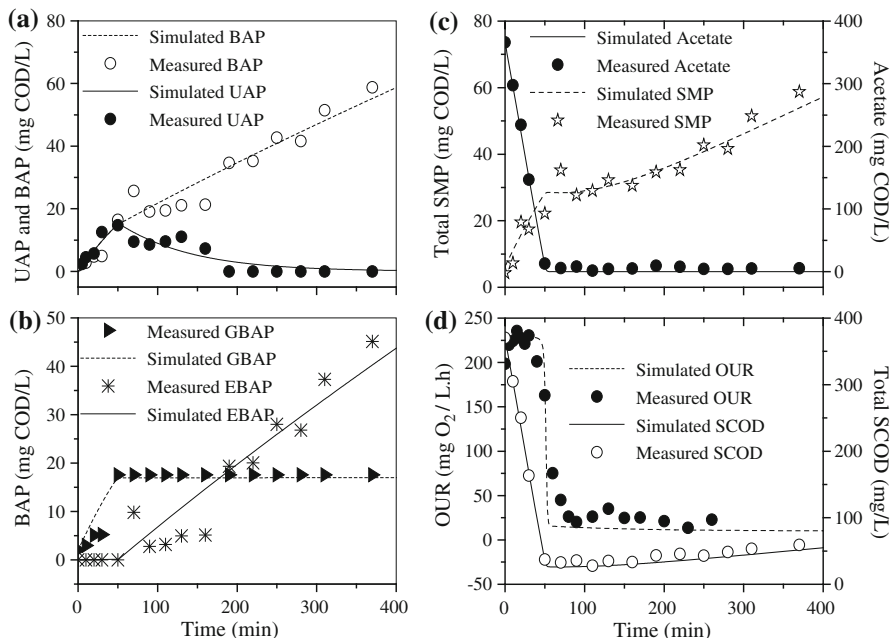 (a)
80
60
40
20
0
UAP and BAP (mg COD/L)
Simulated BAP
Measured BAP
Simulated UAP
Measured UAP
(c)
80
60
40
20
0
Total SMP (mg COD/L)
Simulated Acetate
Measured Acetate
Simulated SMP
Measured SMP
400
300
200
100
0
Acetate (mg COD/L)
(b)
50
40
30
20
10
0
BAP (mg COD/L)
Measured GBAP
Simulated GBAP
Measured EBAP
Simulated EBAP
0 100 200 300 400
Time (min)
(d)
250
200
150
100
50
25
0
-25
-50
OUR (mg O2 / L.h)
Simulated OUR
Measured OUR
Simulated SCOD
Measured SCOD
400
300
200
100
0
Total SCOD (mg/L)
0 100 200 300 400
Time (min)